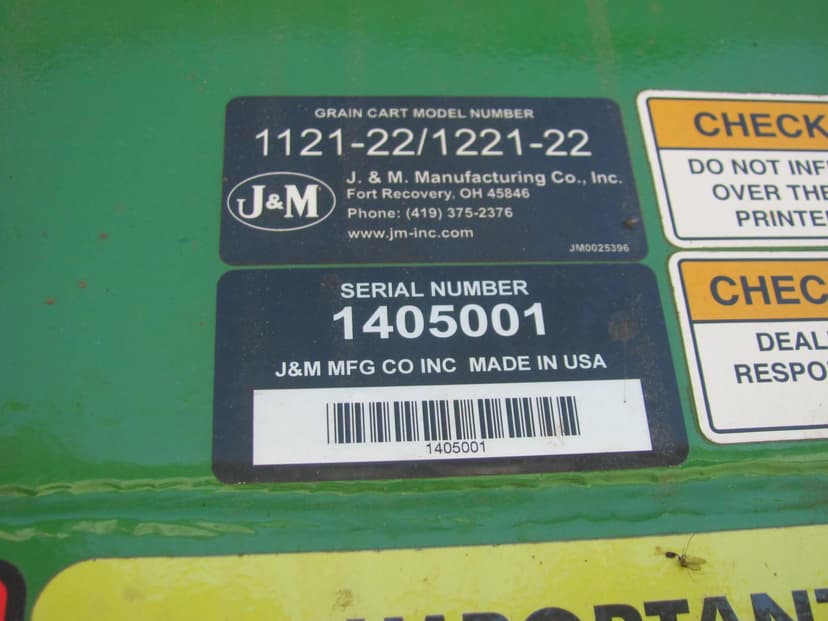 GRAIN CART MODEL NUMBER
1121-22/1221-22
J&M
J. & M. Manufacturing Co., Inc.
Fort Recovery, OH 45846
Phone: (419) 375-2376
www.jm-inc.com
JM0025396
SERIAL NUMBER
1405001
J&M MFG CO INC MADE IN USA
1405001
CHECK
DO NOT INF
OVER THE
PRINTE
CHEC
DEAL
RESPO
IMPORTANT